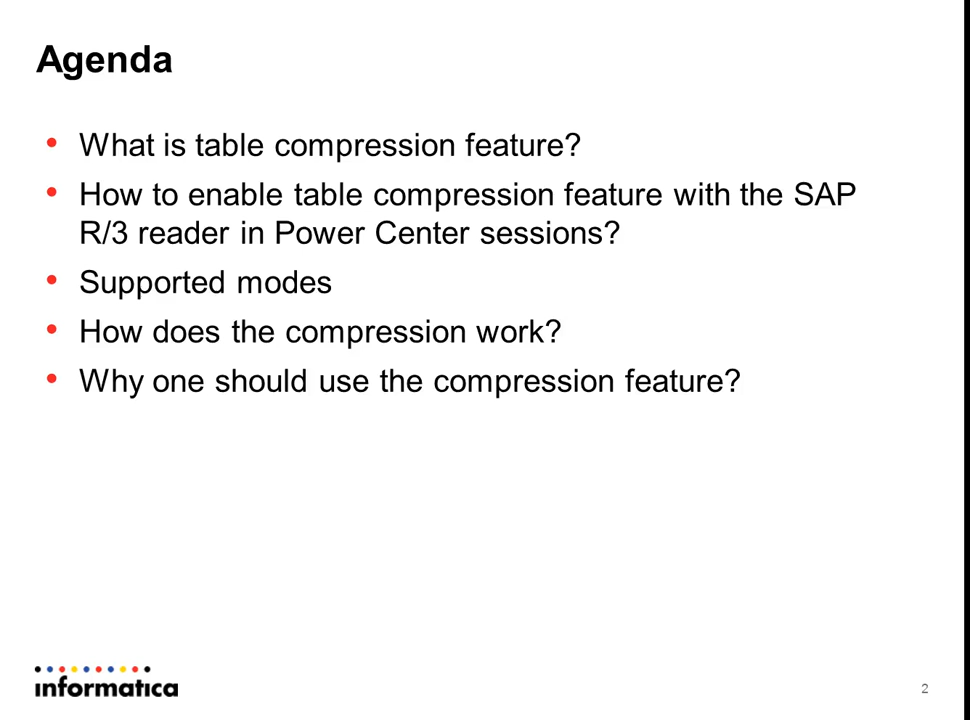 Agenda
• What is table compression feature?
• How to enable table compression feature with the SAP
R/3 reader in Power Center sessions?
• Supported modes
• How does the compression work?
• Why one should use the compression feature?
informatica
2